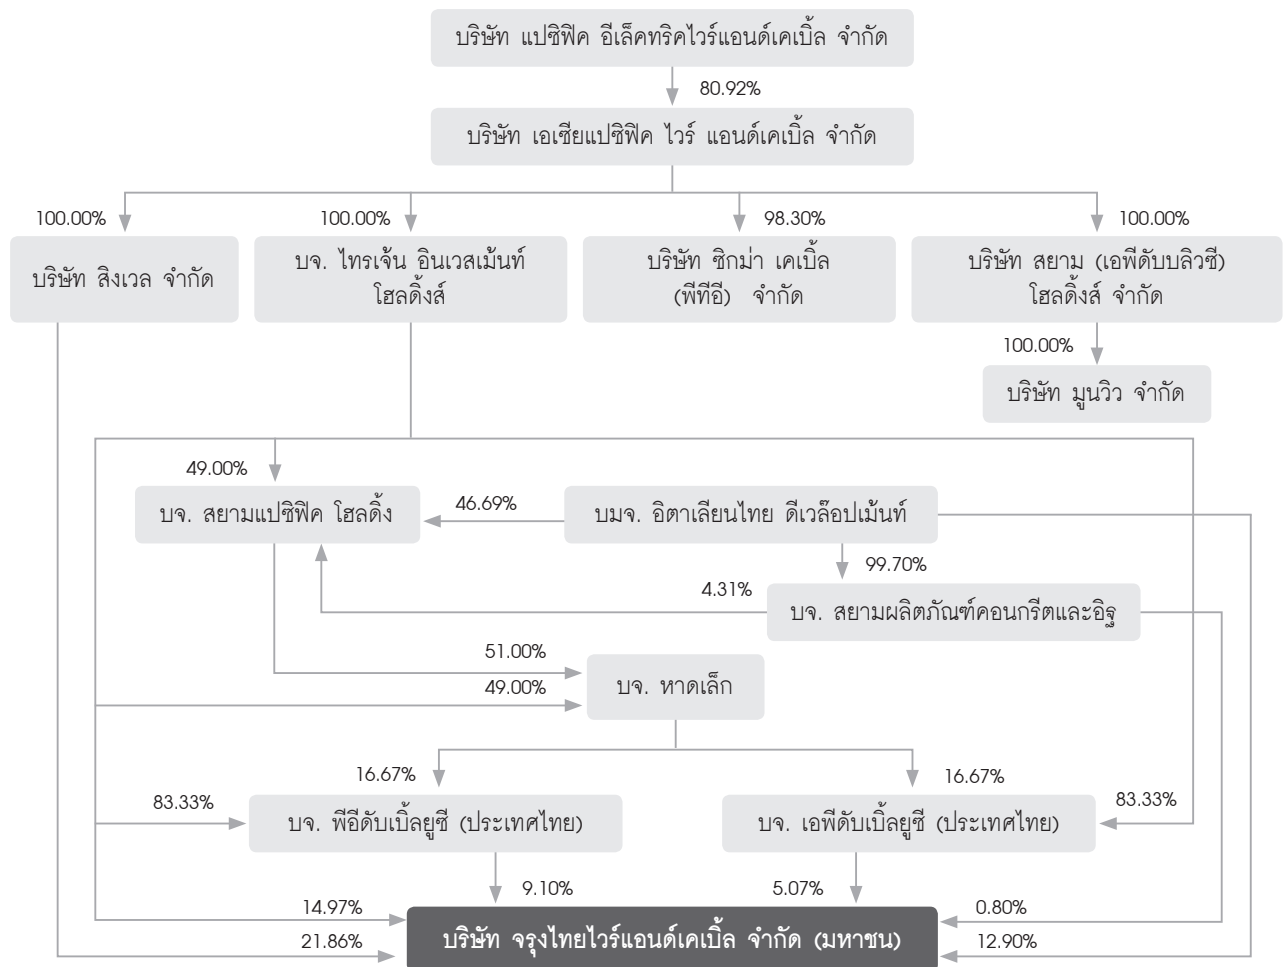 บริษัท แปซิฟิค อีเล็คทริคไวร์แอนด์เคเบิ้ล จำกัด
80.92%
บริษัท เอเซียแปซิฟิค ไวร์ แอนด์เคเบิ้ล จำกัด
100.00%
100.00%
98.30%
100.00%
บริษัท สิงเวล จำกัด
บจ. ไทรเจ้น อินเวสเม้นท์
โฮลดิ้งส์
บริษัท ซิกม่า เคเบิ้ล
(พีทีอี) จำกัด
บริษัท สยาม (เอพีดับบลิวซี)
โฮลดิ้งส์ จำกัด
100.00%
บริษัท มูนวิว จำกัด
49.00%
บจ. สยามแปซิฟิค โฮลดิ้ง
46.69%
บมจ. อิตาเลียนไทย ดีเวล๊อปเม้นท์
99.70%
4.31%
บจ. สยามผลิตภัณฑ์คอนกรีตและอิฐ
51.00%
49.00%
บจ. หาดเล็ก
16.67%
16.67%
83.33%
83.33%
บจ. พีอีดับเบิ้ลยูซี (ประเทศไทย)
บจ. เอพีดับเบิ้ลยูซี (ประเทศไทย)
9.10%
5.07%
14.97%
0.80%
21.86%
บริษัท จรุงไทยไวร์แอนด์เคเบิ้ล จำกัด (มหาชน)
12.90%